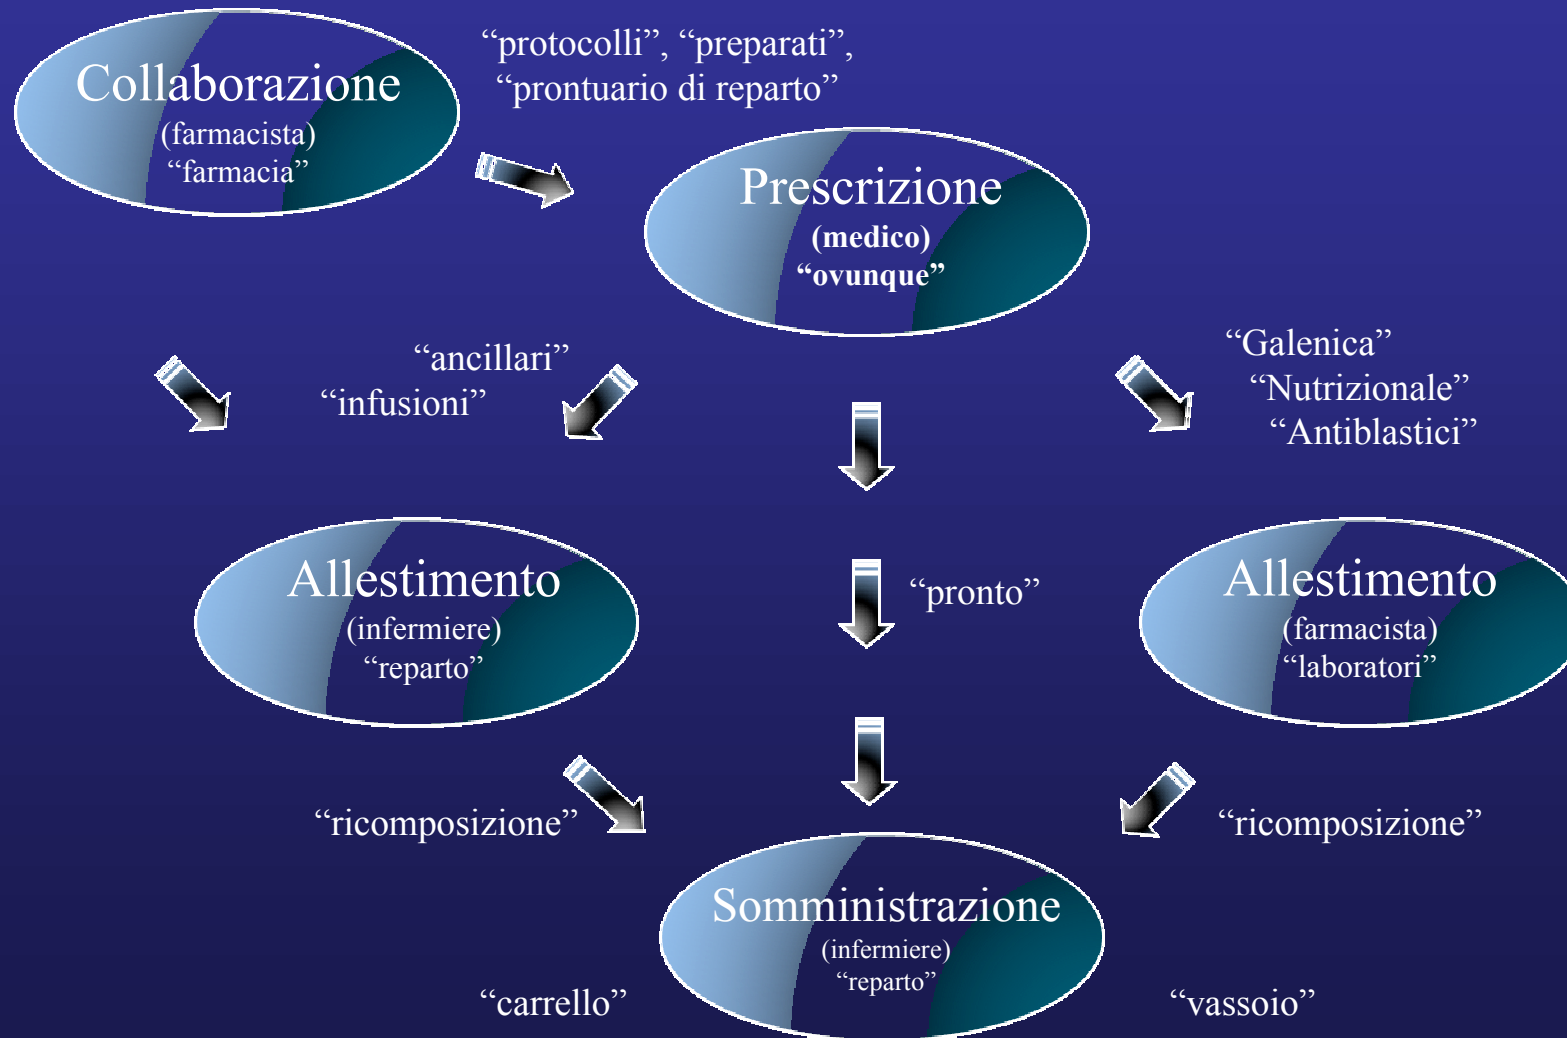 Collaborazione
(farmacista)
“farmacia”
“protocolli”, “preparati”,
“prontuario di reparto”
Prescrizione
(medico)
“ovunque”
“ancillari”
“infusioni”
“Galenica”
“Nutrizionale”
“Antiblastici”
Allestimento
(infermiere)
“reparto”
“pronto”
Allestimento
(farmacista)
“laboratori”
“ricomposizione”
“ricomposizione”
Somministrazione
(infermiere)
“reparto”
“carrello”
“vassoio”